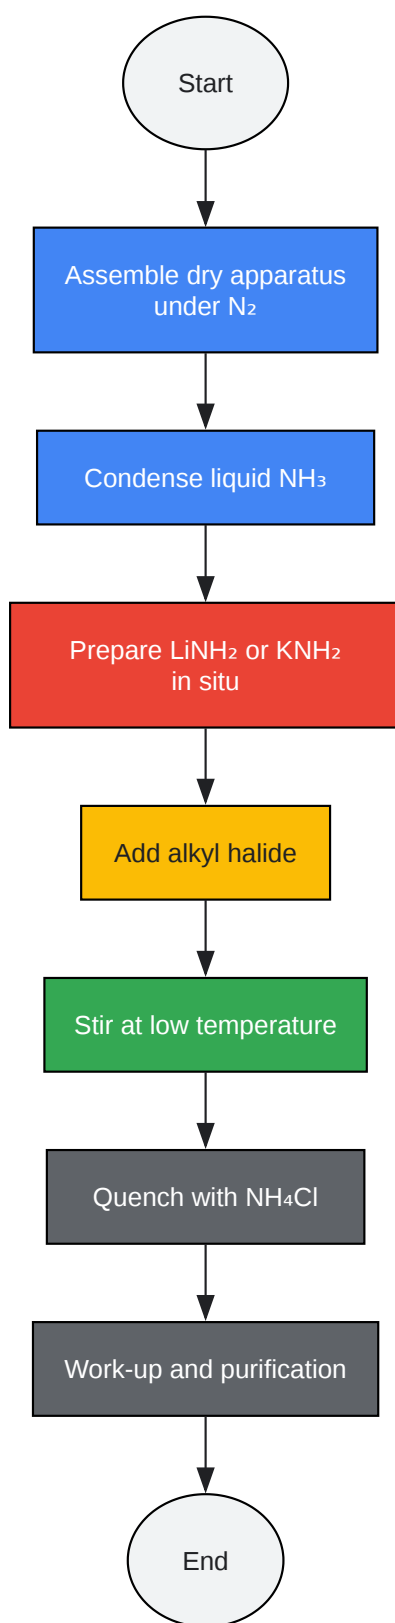 Start
Assemble dry apparatus
under N₂
Condense liquid NH₃
Prepare LiNH₂ or KNH₂
in situ
Add alkyl halide
Stir at low temperature
Quench with NH₄Cl
Work-up and purification
End